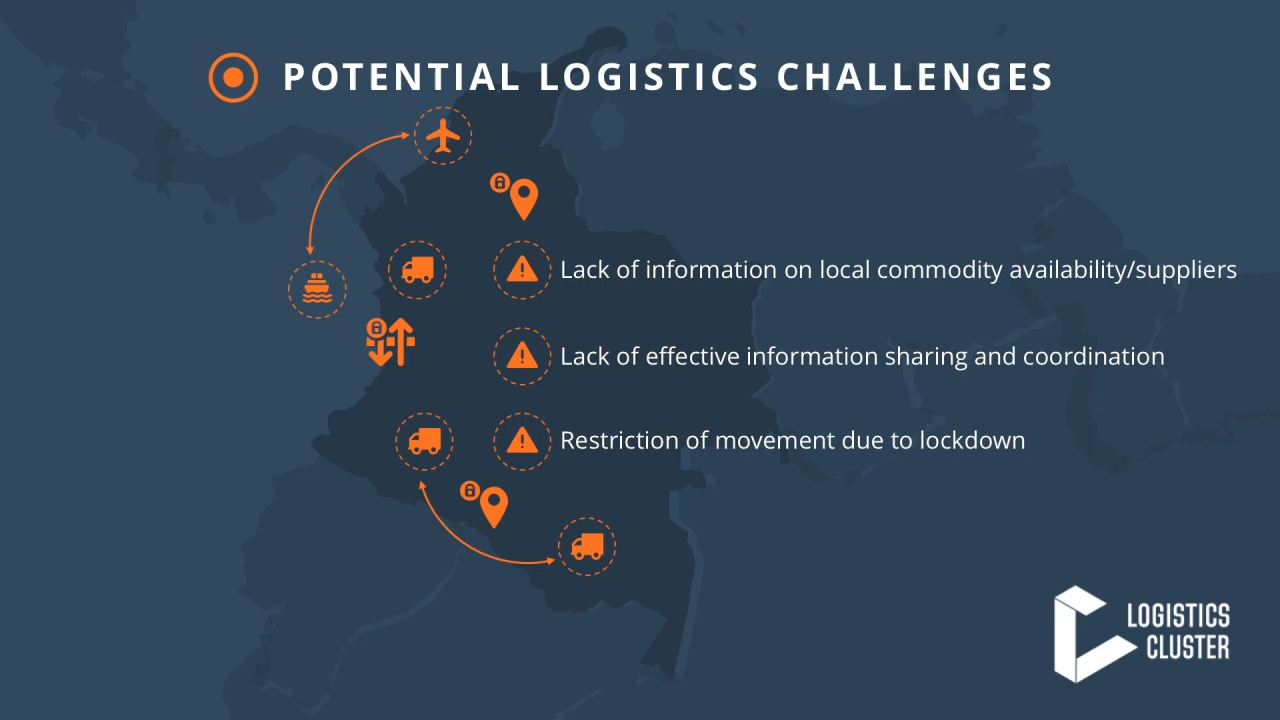 POTENTIAL LOGISTICS CHALLENGES
Lack of information on local commodity availability/suppliers
Lack of effective information sharing and coordination
Restriction of movement due to lockdown
LOGISTICS
CLUSTER